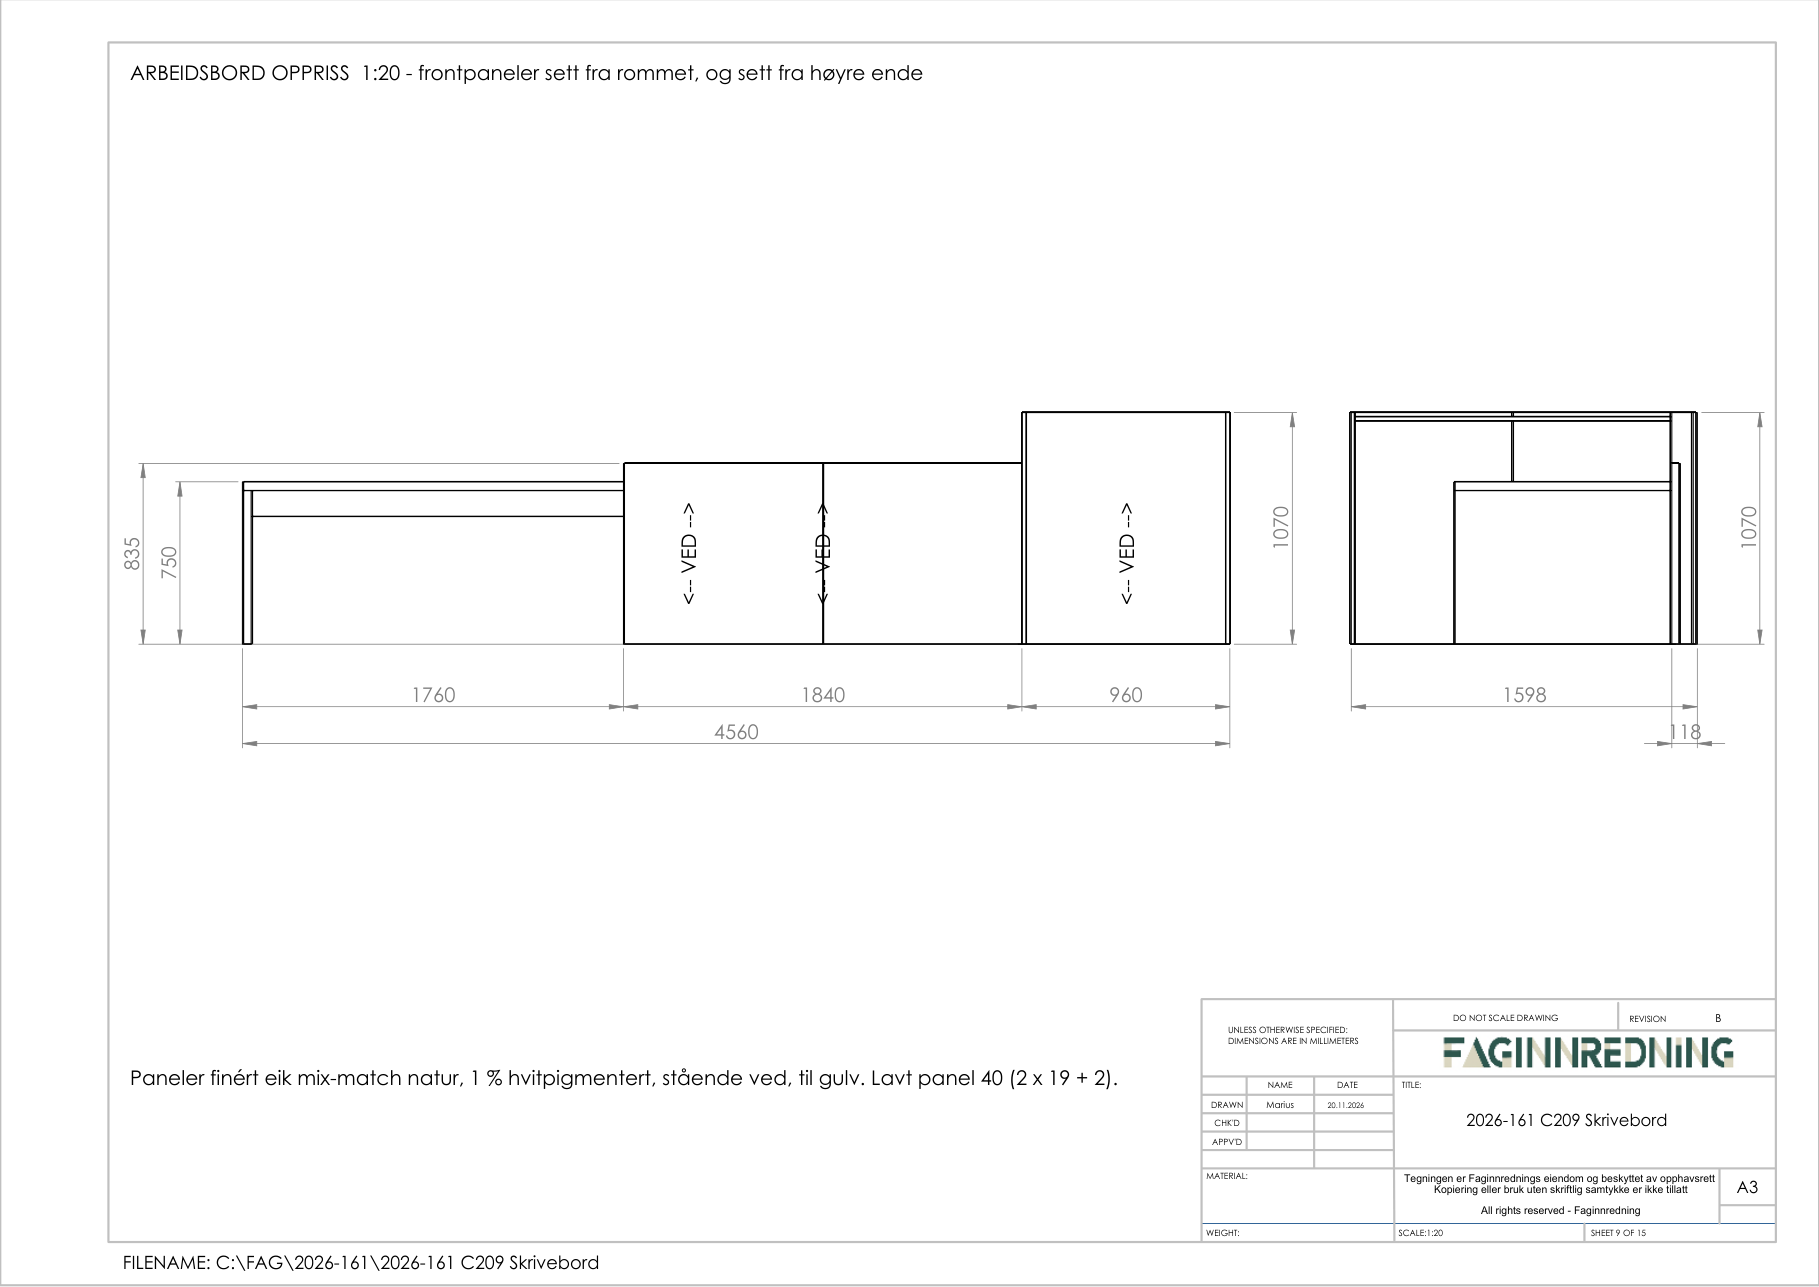 ARBEIDSBORD OPPRISS 1:20 - frontpaneler sett fra rommet, og sett fra høyre ende
835
750
<-- VED -->
<-- VED -->
<-- VED -->
1070
1070
1760
1840
960
1598
4560
118
Paneler finért eik mix-match natur, 1 % hvitpigmentert, stående ved, til gulv. Lavt panel 40 (2 x 19 + 2).
UNLESS OTHERWISE SPECIFIED:
DIMENSIONS ARE IN MILLIMETERS
DO NOT SCALE DRAWING
REVISION B
FAGINNREDNiNG
NAME DATE
DRAWN Marius 20.11.2026
CHK'D
APPV'D
TITLE:
2026-161 C209 Skrivebord
MATERIAL:
Tegningen er Faginnrednings eiendom og beskyttet av opphavsrett
Kopiering eller bruk uten skriftlig samtykke er ikke tillatt
All rights reserved - Faginnredning
A3
WEIGHT:
SCALE:1:20
SHEET 9 OF 15
FILENAME: C:\FAG\2026-161\2026-161 C209 Skrivebord